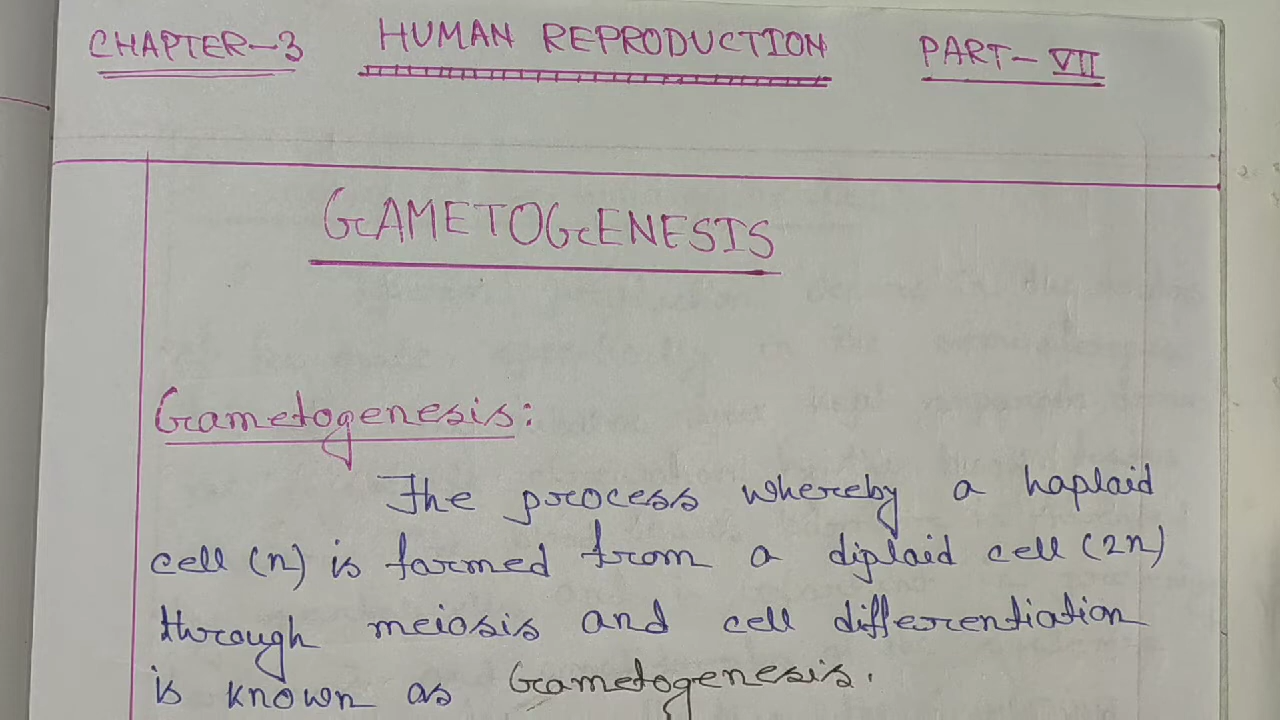 CHAPTER-3 HUMAN REPRODUCTION PART-VII
GAMETOGENESIS
Gametogenesis:
The process whereby a haploid
cell (n) is formed from a diploid cell (2n)
through meiosis and cell differentiation
is known as Gametogenesis.